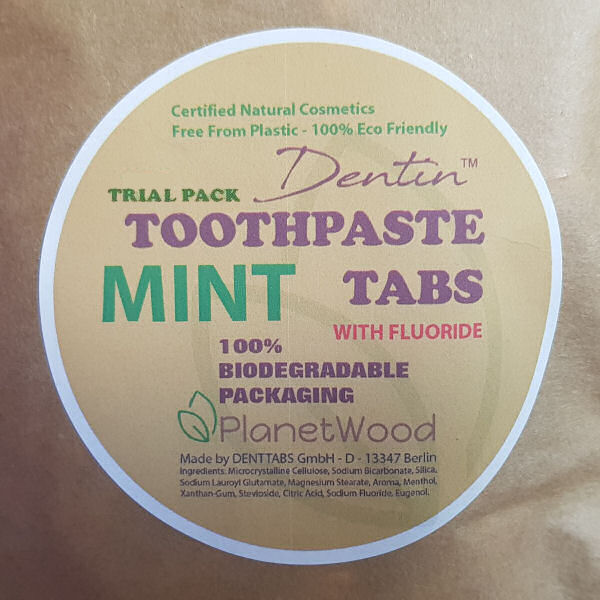 Certified Natural Cosmetics
Free From Plastic - 100% Eco Friendly
Dentin™
TRIAL PACK
TOOTHPASTE
MINT TABS
WITH FLUORIDE
100%
BIODEGRADABLE
PACKAGING
PlanetWood
Made by DENTTABS GmbH - D - 13347 Berlin
Ingredients: Microcrystalline Cellulose, Sodium Bicarbonate, Silica,
Sodium Lauroyl Glutamate, Magnesium Stearate, Aroma, Menthol,
Xanthan-Gum, Stevioside, Citric Acid, Sodium Fluoride, Eugenol.